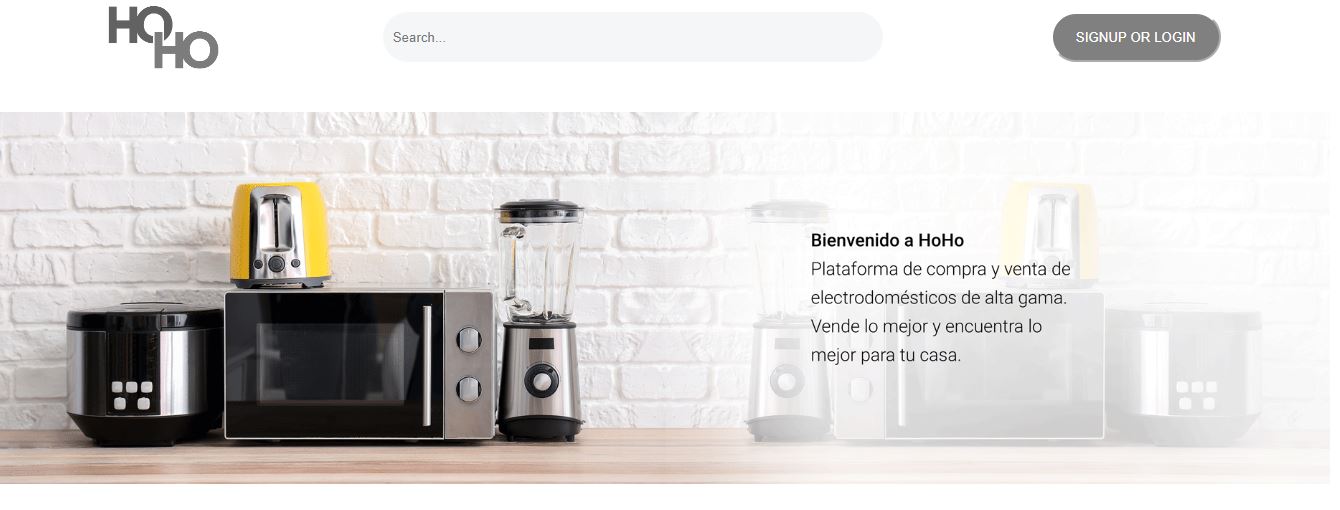 HO
HO
Search...
SIGNUP OR LOGIN
Bienvenido a HoHo
Plataforma de compra y venta de
electrodomésticos de alta gama.
Vende lo mejor y encuentra lo
mejor para tu casa.